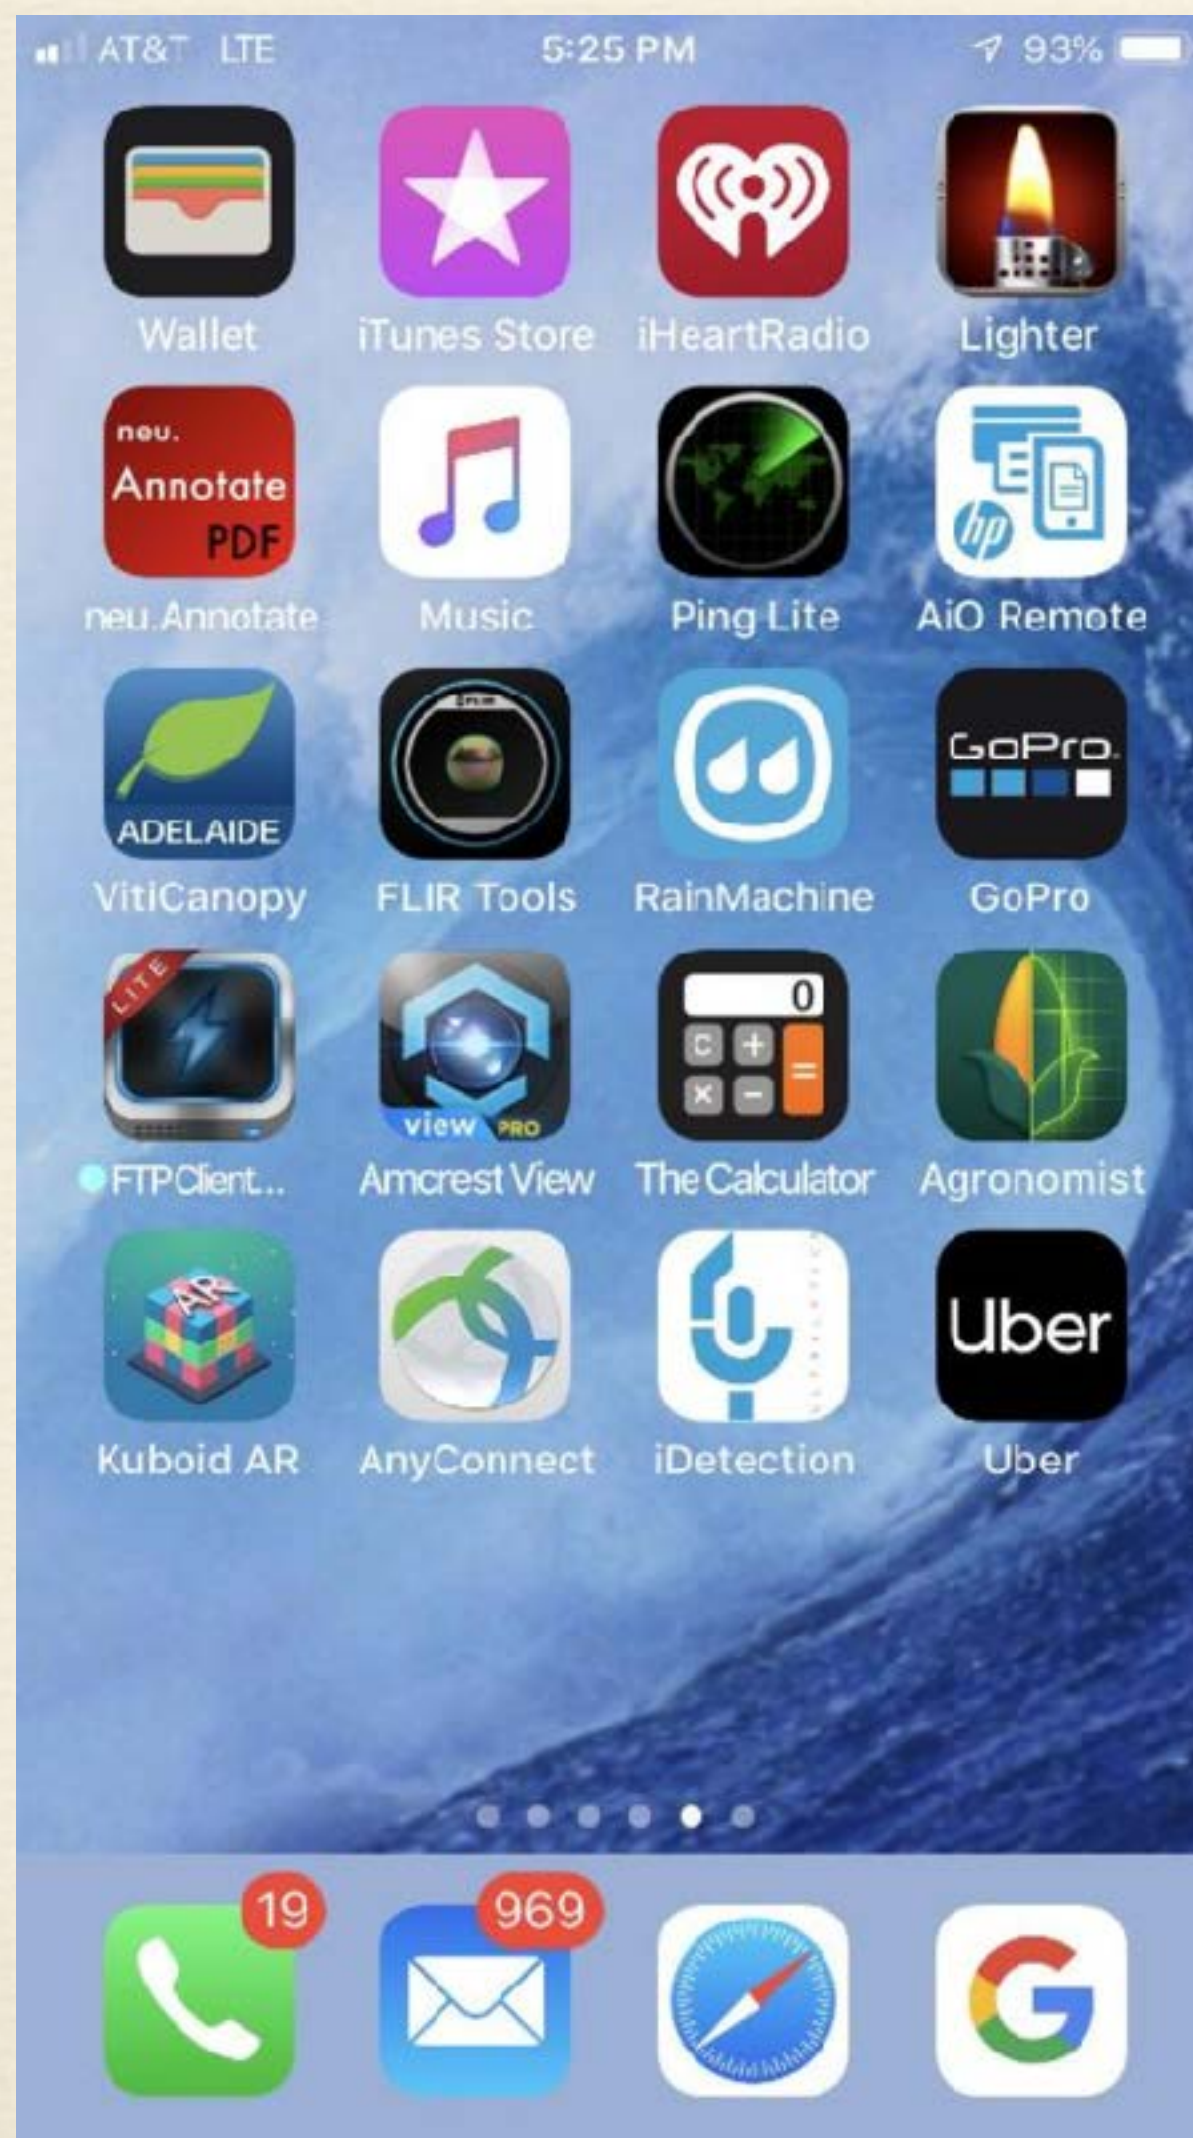 AT&T LTE 5:25 PM 93%
Wallet iTunes Store iHeartRadio Lighter
neu.
Annotate
PDF
hp
neu.Annotate Music Ping Lite AiO Remote
ADELAIDE
GoPro
VitiCanopy FLIR Tools RainMachine GoPro
LITE
view PRO
0
C +
=
× −
FTPClient... Amcrest View The Calculator Agronomist
AR
Uber
Kuboid AR AnyConnect iDetection Uber
19 969
G